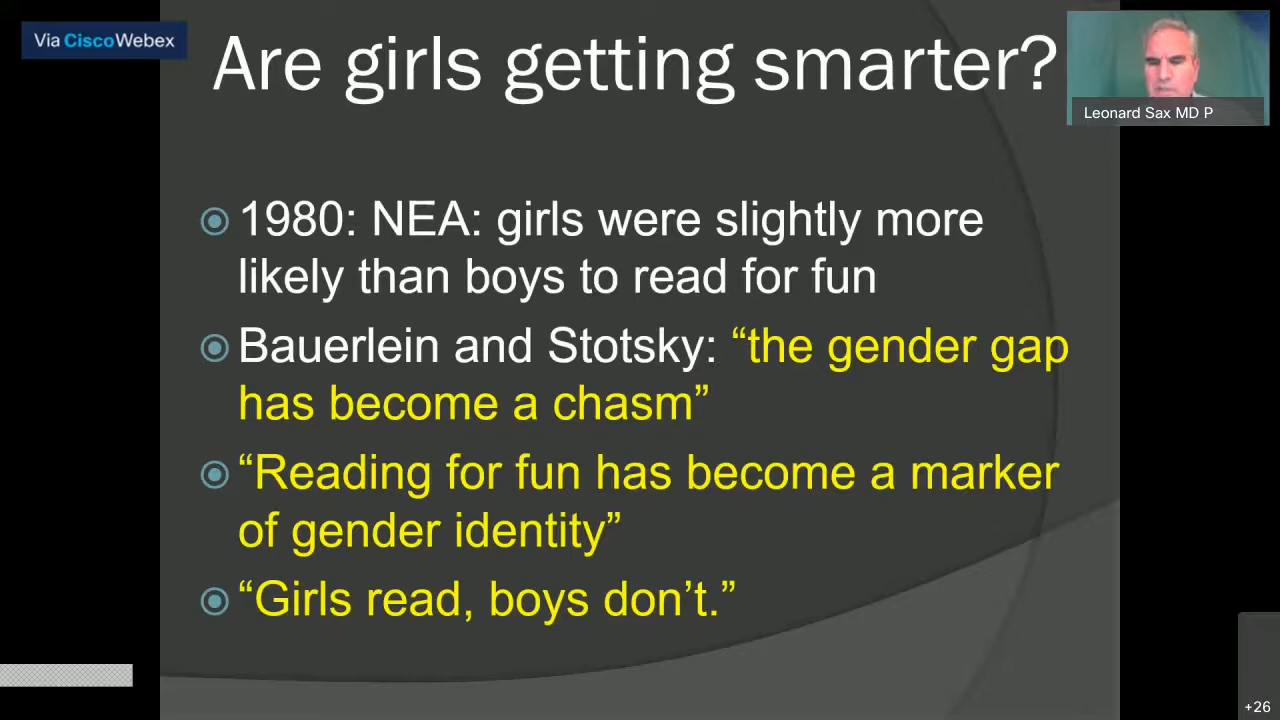 Via Cisco Webex
Are girls getting smarter?
Leonard Sax MD P
1980: NEA: girls were slightly more
likely than boys to read for fun
Bauerlein and Stotsky: “the gender gap
has become a chasm”
“Reading for fun has become a marker
of gender identity”
“Girls read, boys don’t.”
+26